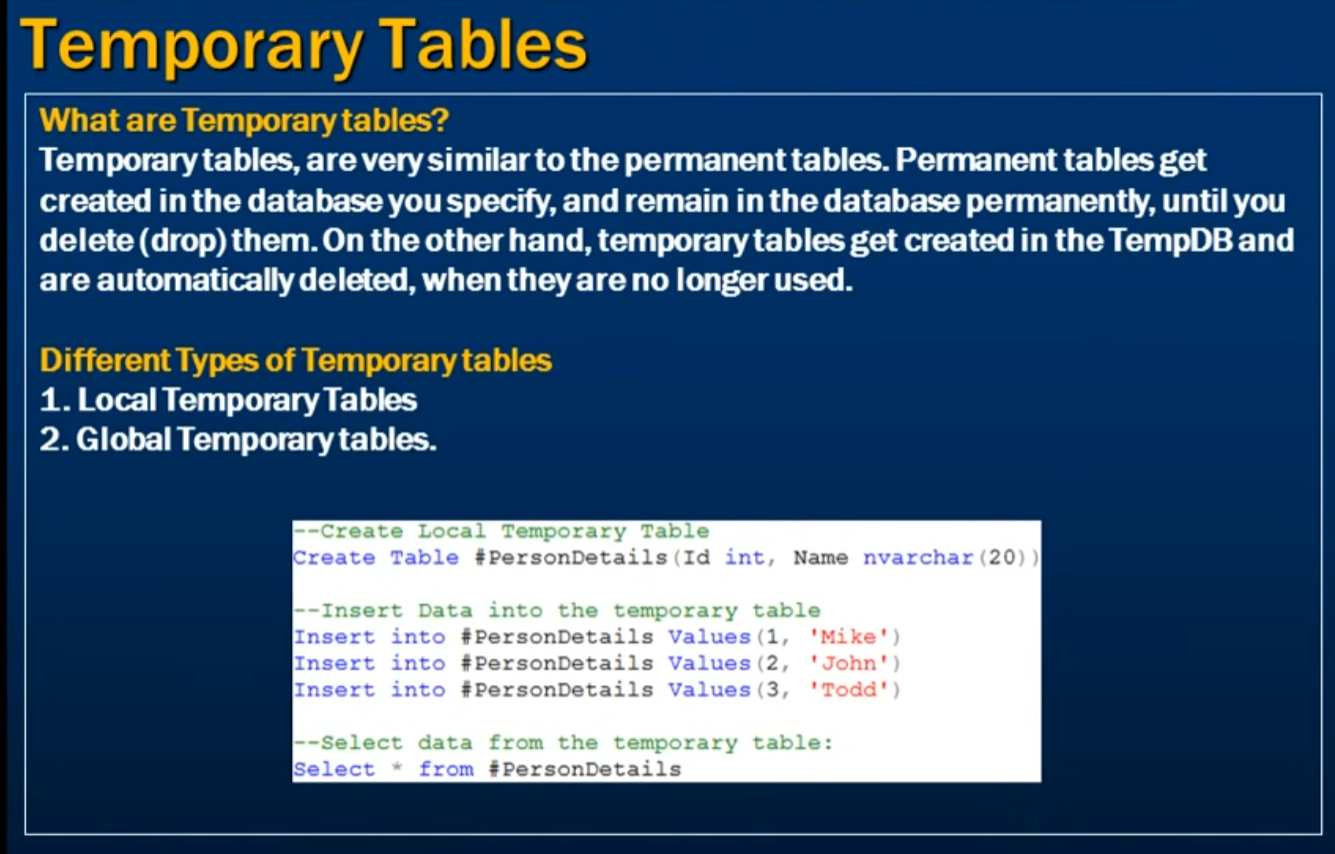 Temporary Tables
What are Temporary tables?
Temporary tables, are very similar to the permanent tables. Permanent tables get
created in the database you specify, and remain in the database permanently, until you
delete (drop) them. On the other hand, temporary tables get created in the TempDB and
are automatically deleted, when they are no longer used.
Different Types of Temporary tables
1. Local Temporary Tables
2. Global Temporary tables.
--Create Local Temporary Table
Create Table #PersonDetails(Id int, Name nvarchar(20))
--Insert Data into the temporary table
Insert into #PersonDetails Values(1, 'Mike')
Insert into #PersonDetails Values(2, 'John')
Insert into #PersonDetails Values(3, 'Todd')
--Select data from the temporary table:
Select * from #PersonDetails